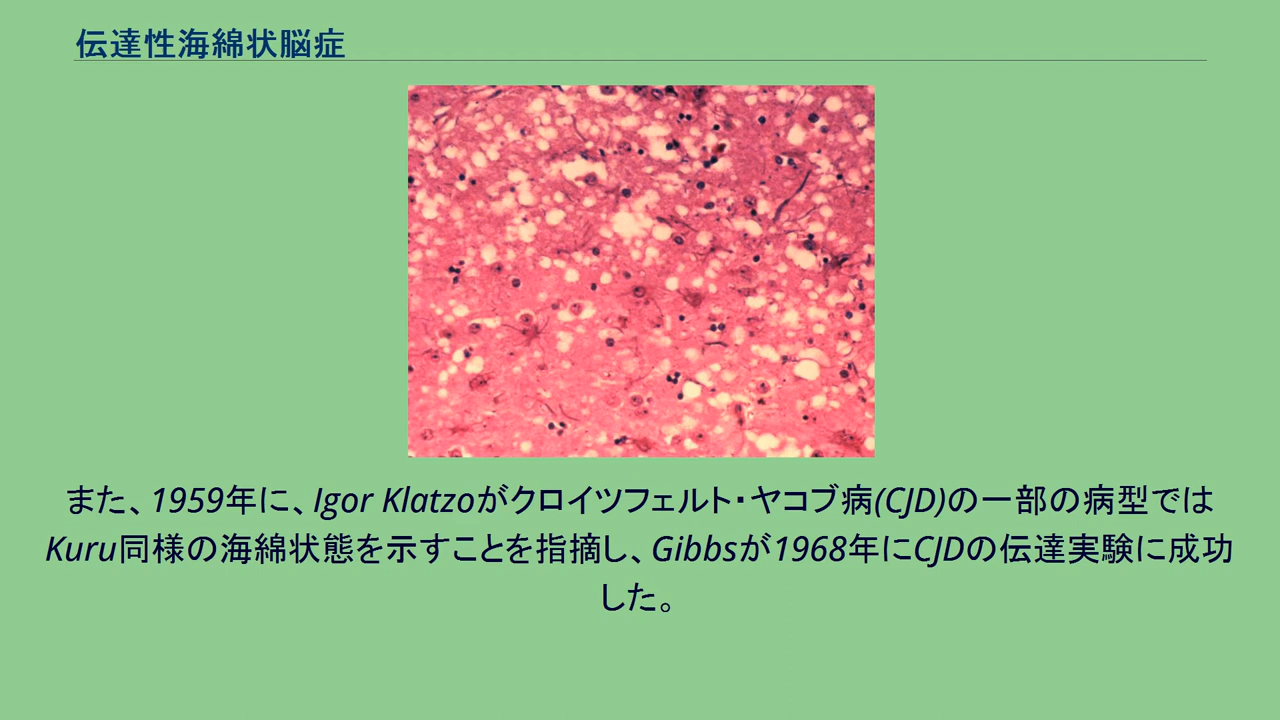 伝達性海綿状脳症
また、1959年に、Igor Klatzoがクロイツフェルト・ヤコブ病(CJD)の一部の病型では
Kuru同様の海綿状態を示すことを指摘し、Gibbsが1968年にCJDの伝達実験に成功
した。